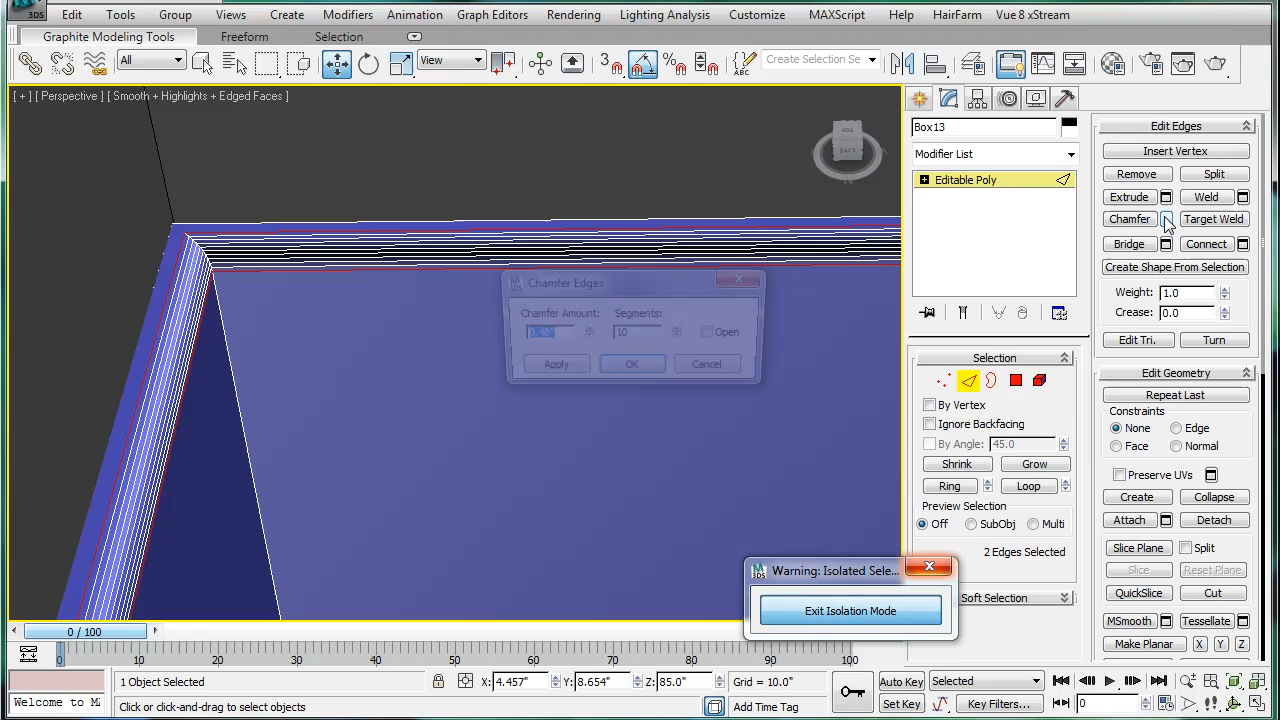 3DS
Edit Tools Group Views Create Modifiers Animation Graph Editors Rendering Lighting Analysis Customize MAXScript Help HairFarm Vue 8 xStream
Graphite Modeling Tools Freeform Selection
All View 3 % ABC Create Selection Se
[ + ] [ Perspective ] [ Smooth + Highlights + Edged Faces ]
TOP
BACK
N
Box13
Modifier List
Editable Poly
Edit Edges
Insert Vertex
Remove Split
Extrude Weld
Chamfer Target Weld
Bridge Connect
Create Shape From Selection
Weight: 1.0
Crease: 0.0
Edit Tri. Turn
Chamfer Edges
Chamfer Amount: Segments:
10 Open
Apply OK Cancel
Selection
By Vertex
Ignore Backfacing
By Angle: 45.0
Shrink Grow
Ring Loop
Preview Selection
Off SubObj Multi
2 Edges Selected
Soft Selection
Edit Geometry
Repeat Last
Constraints
None Edge
Face Normal
Preserve UVs
Create Collapse
Attach Detach
Slice Plane Split
Slice Reset Plane
QuickSlice Cut
MSmooth Tessellate
Make Planar X Y Z
3DS Warning: Isolated Sele...
Exit Isolation Mode
0 / 100
0 10 20 30 40 50 60 70 80 90 100
1 Object Selected X: 4.457" Y: 8.654" Z: 85.0" Grid = 10.0" Auto Key Selected
Welcome to M Click or click-and-drag to select objects Add Time Tag Set Key Key Filters... 0